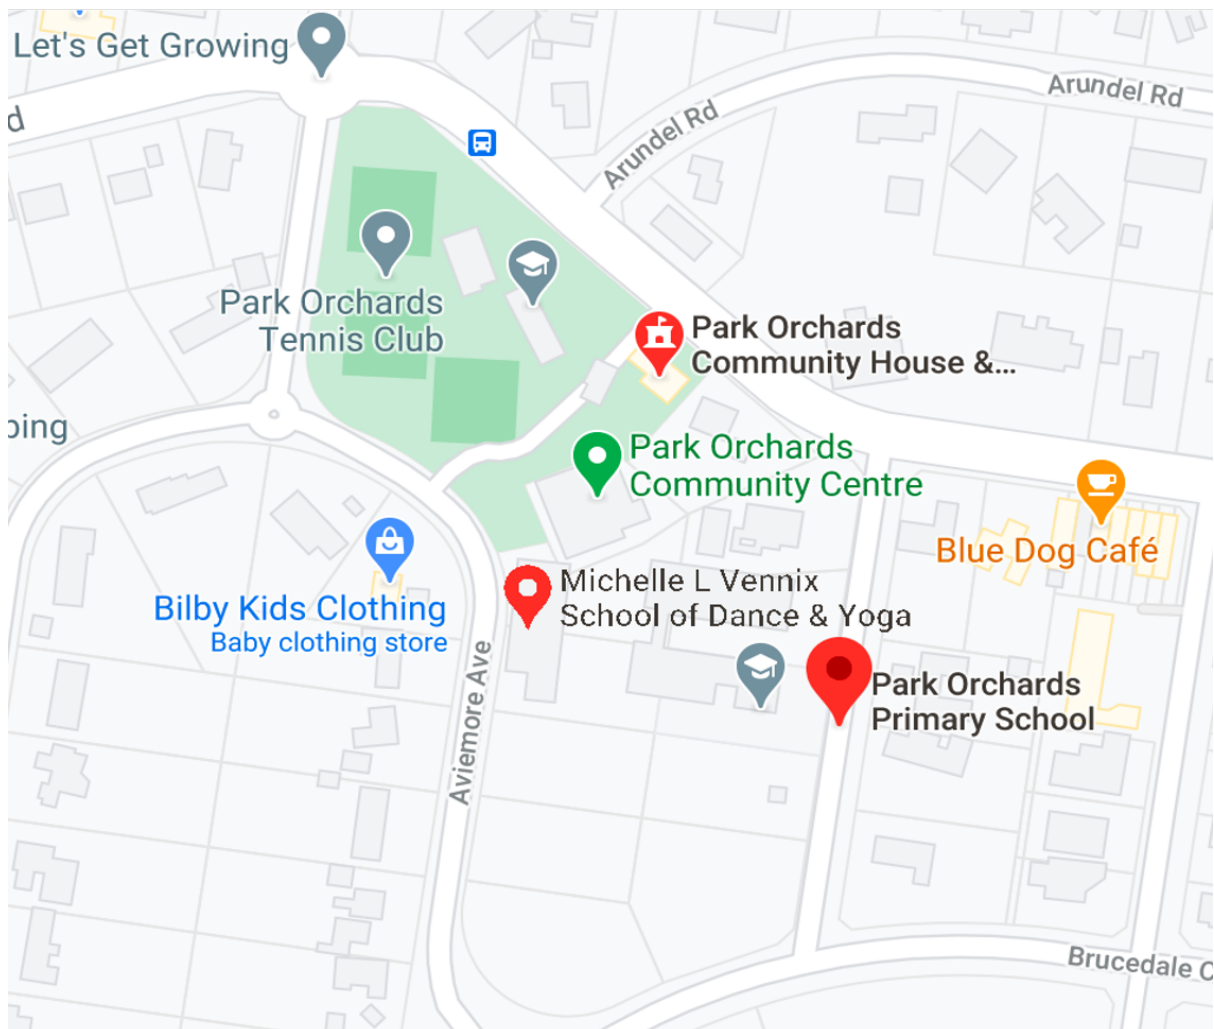 Let's Get Growing
Arundel Rd
d
Arundel Rd
Park Orchards
Tennis Club
Park Orchards
Community House &...
ping
Park Orchards
Community Centre
Blue Dog Café
Bilby Kids Clothing
Baby clothing store
Michelle L Vennix
School of Dance & Yoga
Aviemore Ave
Park Orchards
Primary School
Brucedale C